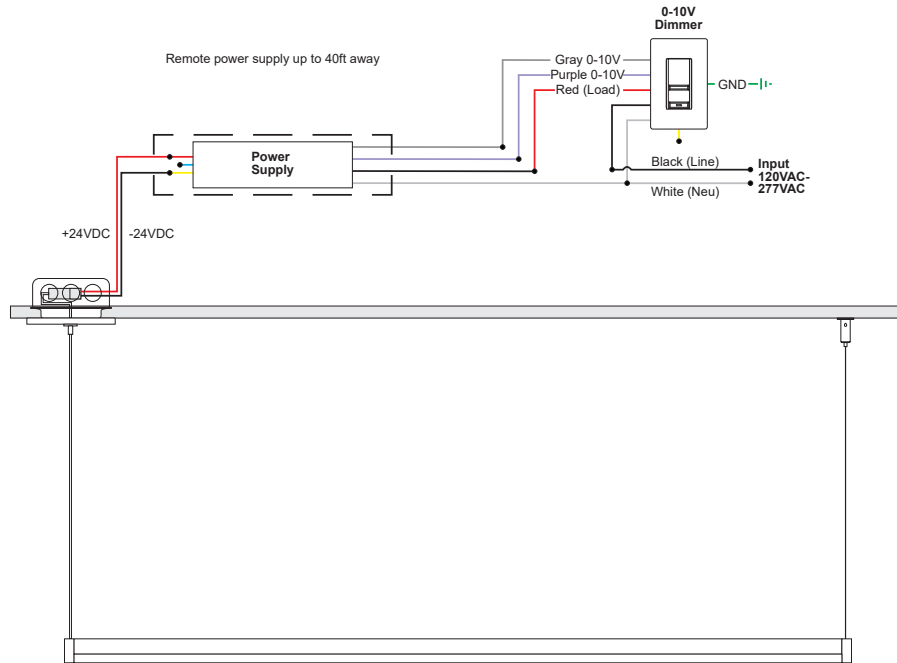 0-10V
Dimmer
Remote power supply up to 40ft away
Gray 0-10V
Purple 0-10V
Red (Load)
GND
Power
Supply
Black (Line)
White (Neu)
Input
120VAC-
277VAC
+24VDC
-24VDC